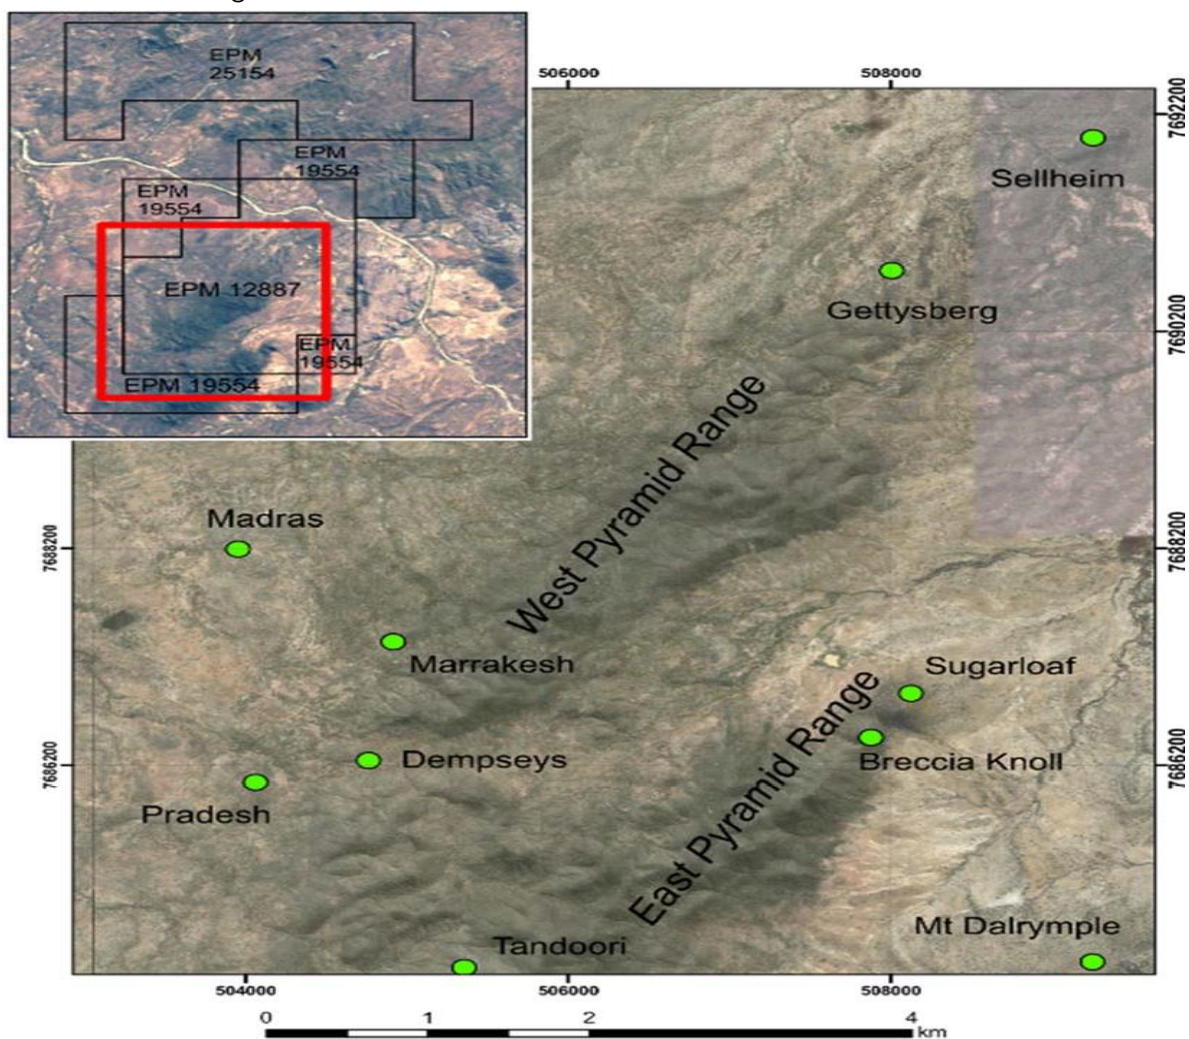 EPM
25154
EPM
19554
EPM
19554
EPM 12887
EPM
19554
EPM 19554
506000
508000
7692200
Sellheim
Gettysberg
7690200
West Pyramid Range
Madras
7688200
7688200
Marrakesh
Sugarloaf
East Pyramid Range
Breccia Knoll
Dempseys
7686200
7686200
Pradesh
Mt Dalrymple
Tandoori
504000
506000
508000
0
1
2
4
km